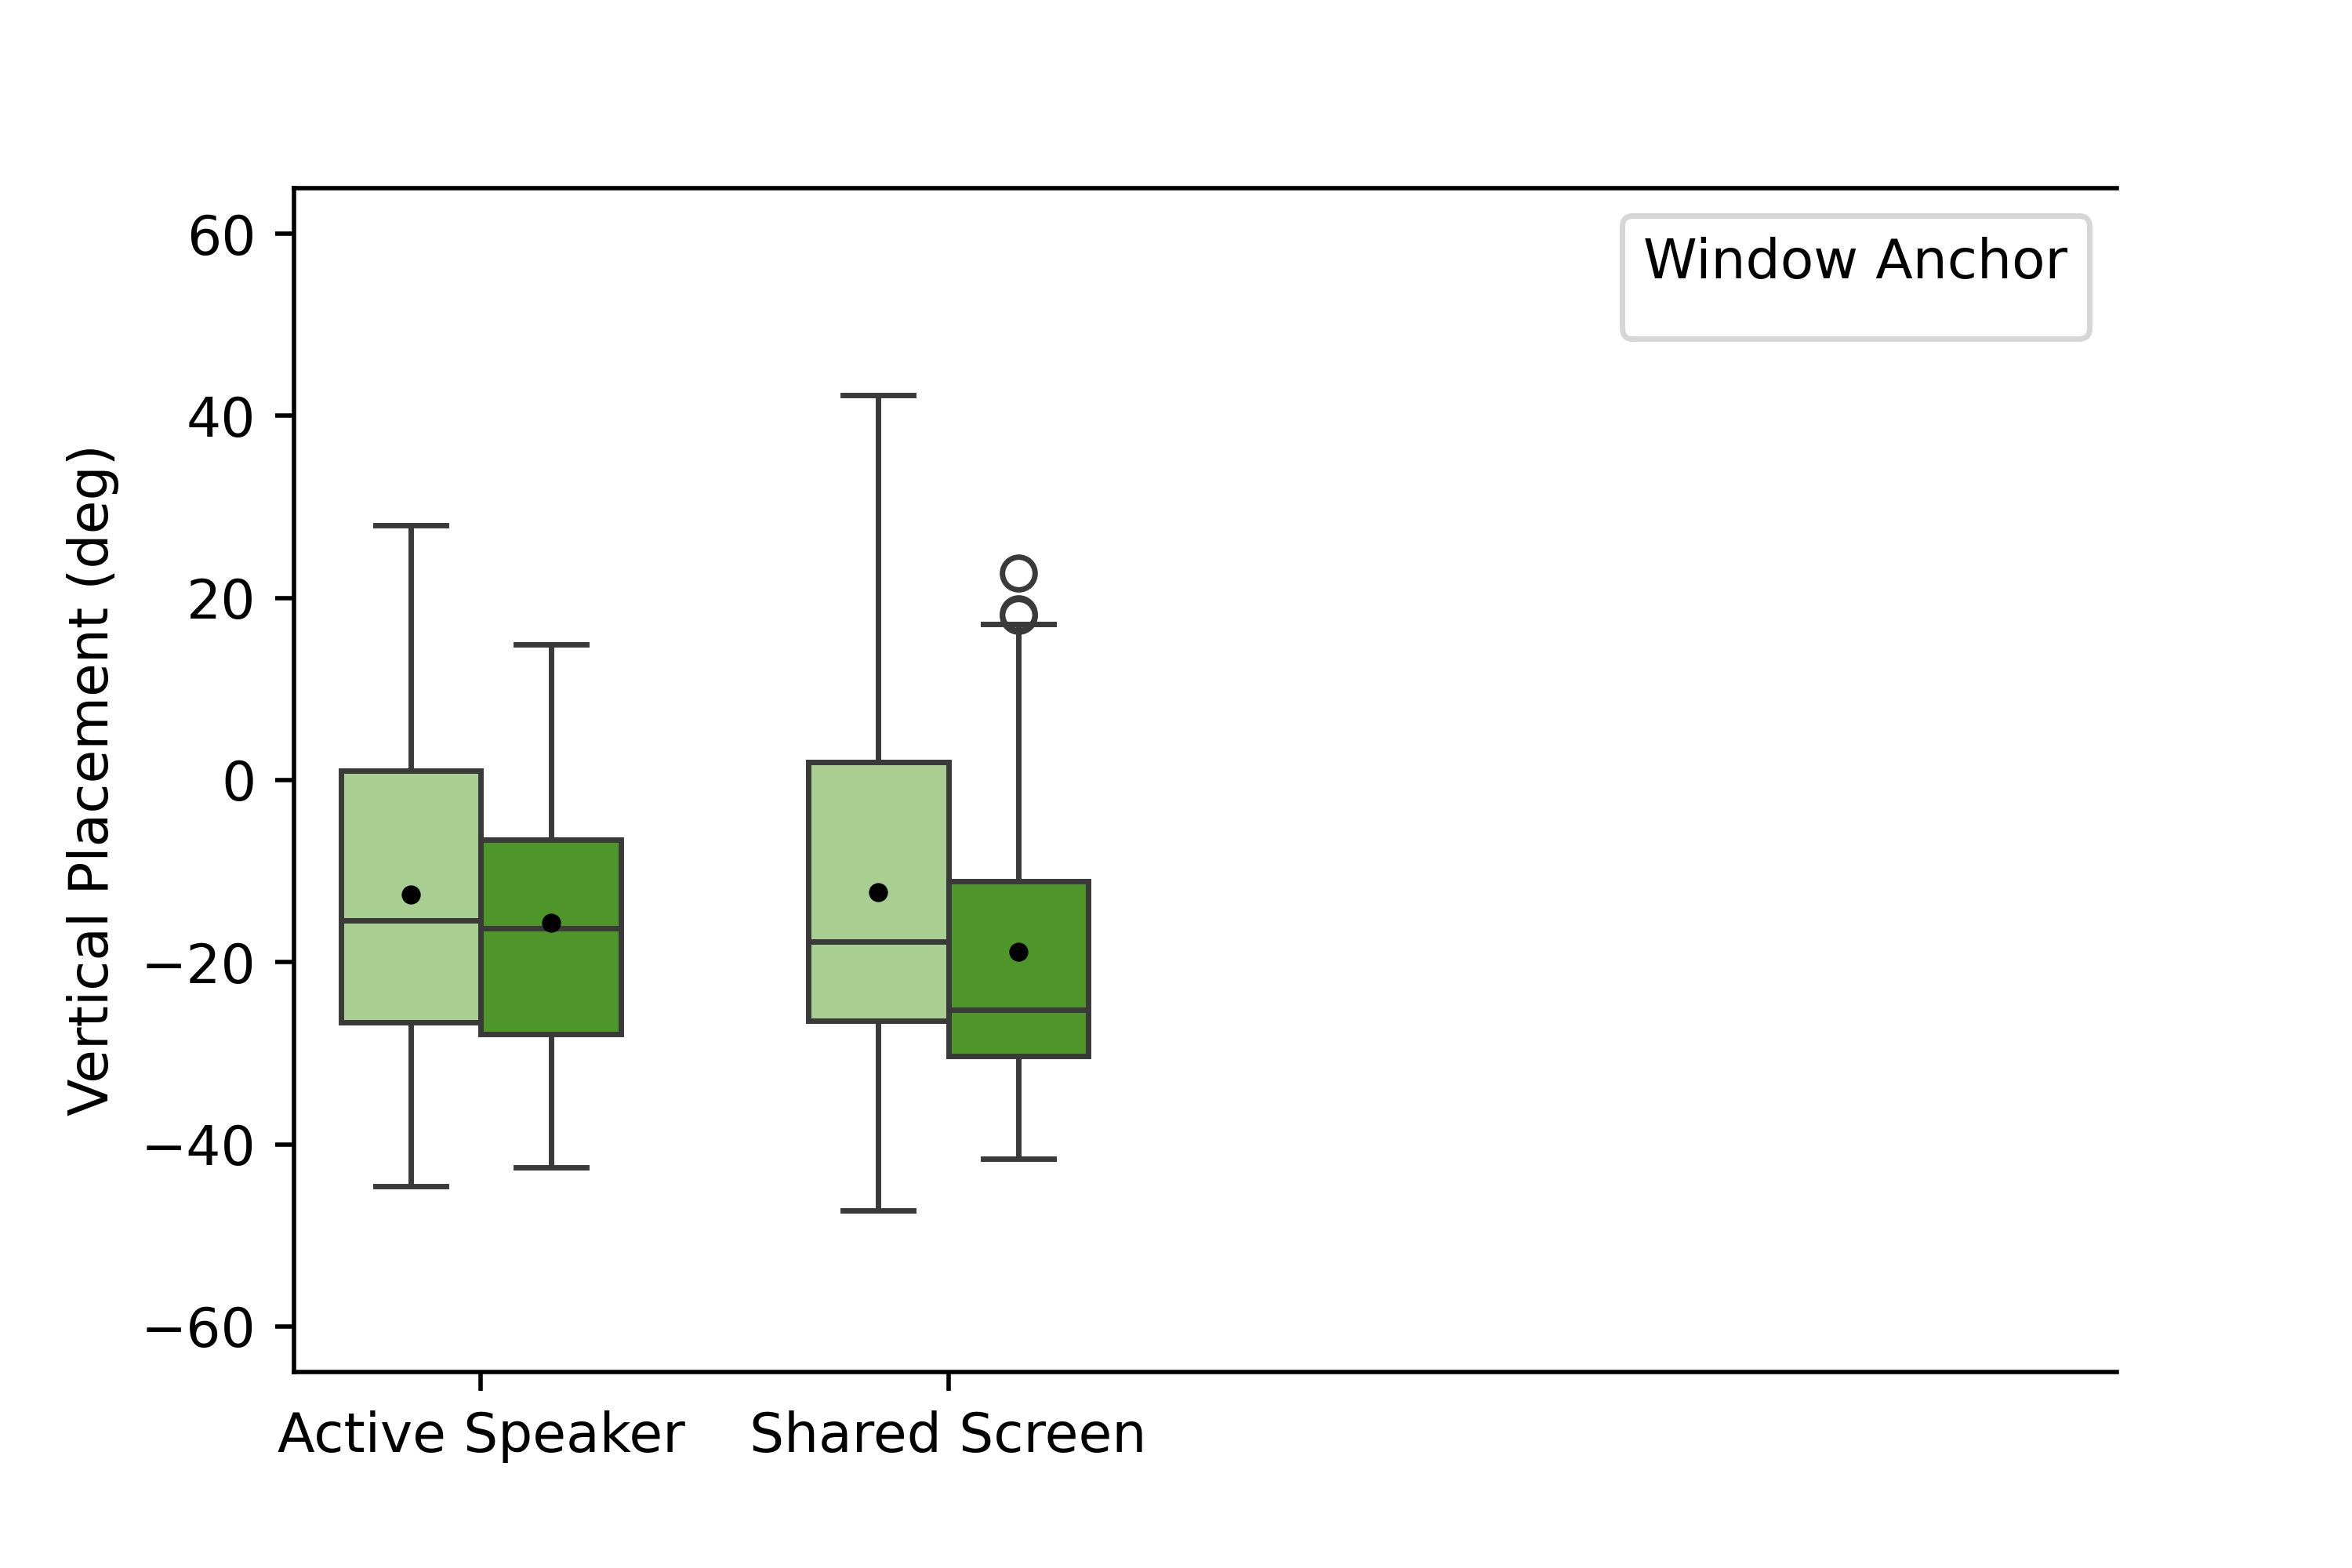 Window Anchor
Vertical Placement (deg)
60
40
20
0
−20
−40
−60
Active Speaker
Shared Screen